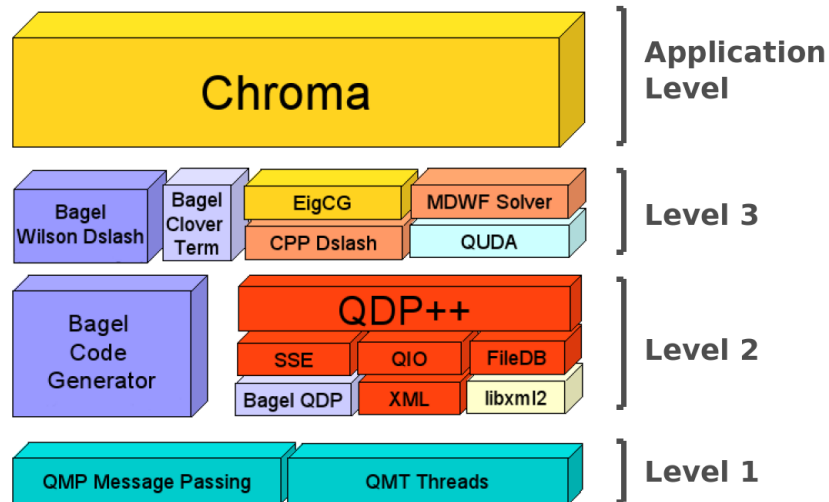 Chroma
Application
Level
Bagel
Wilson Dslash
Bagel
Clover
Term
EigCG
MDWF Solver
CPP Dslash
QUDA
Level 3
Bagel
Code
Generator
QDP++
SSE
QIO
FileDB
Bagel QDP
XML
libxml2
Level 2
QMP Message Passing
QMT Threads
Level 1